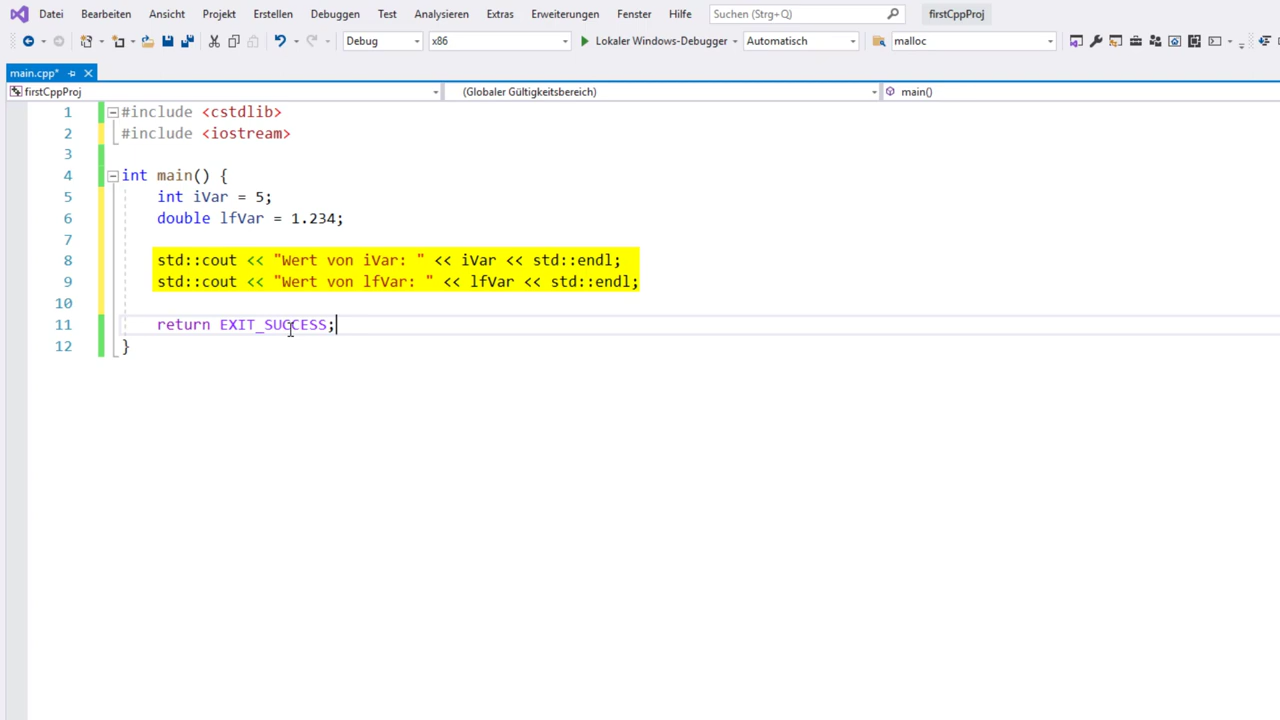 Datei Bearbeiten Ansicht Projekt Erstellen Debuggen Test Analysieren Extras Erweiterungen Fenster Hilfe Suchen (Strg+Q) firstCppProj
Debug x86 Lokaler Windows-Debugger Automatisch malloc
main.cpp*
firstCppProj (Globaler Gültigkeitsbereich) main()
1 #include <cstdlib>
2 #include <iostream>
3
4 int main() {
5 int iVar = 5;
6 double lfVar = 1.234;
7
8 std::cout << "Wert von iVar: " << iVar << std::endl;
9 std::cout << "Wert von lfVar: " << lfVar << std::endl;
10
11 return EXIT_SUCCESS;
12 }